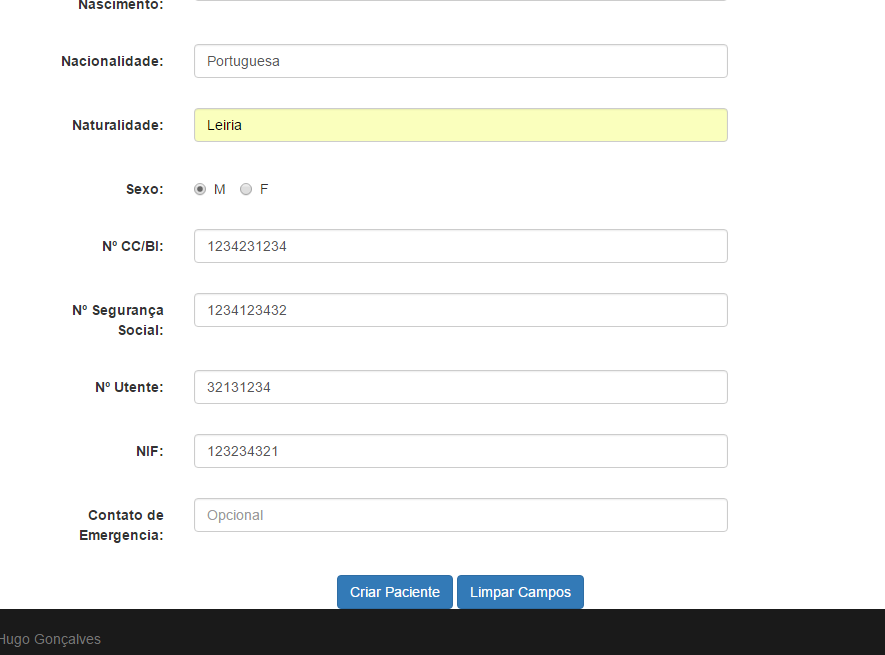 Nascimento:
Nacionalidade: Portuguesa
Naturalidade: Leiria
Sexo: M F
Nº CC/BI: 1234231234
Nº Segurança
Social:
1234123432
Nº Utente: 32131234
NIF: 123234321
Contato de
Emergencia:
Opcional
Criar Paciente Limpar Campos
Hugo Gonçalves